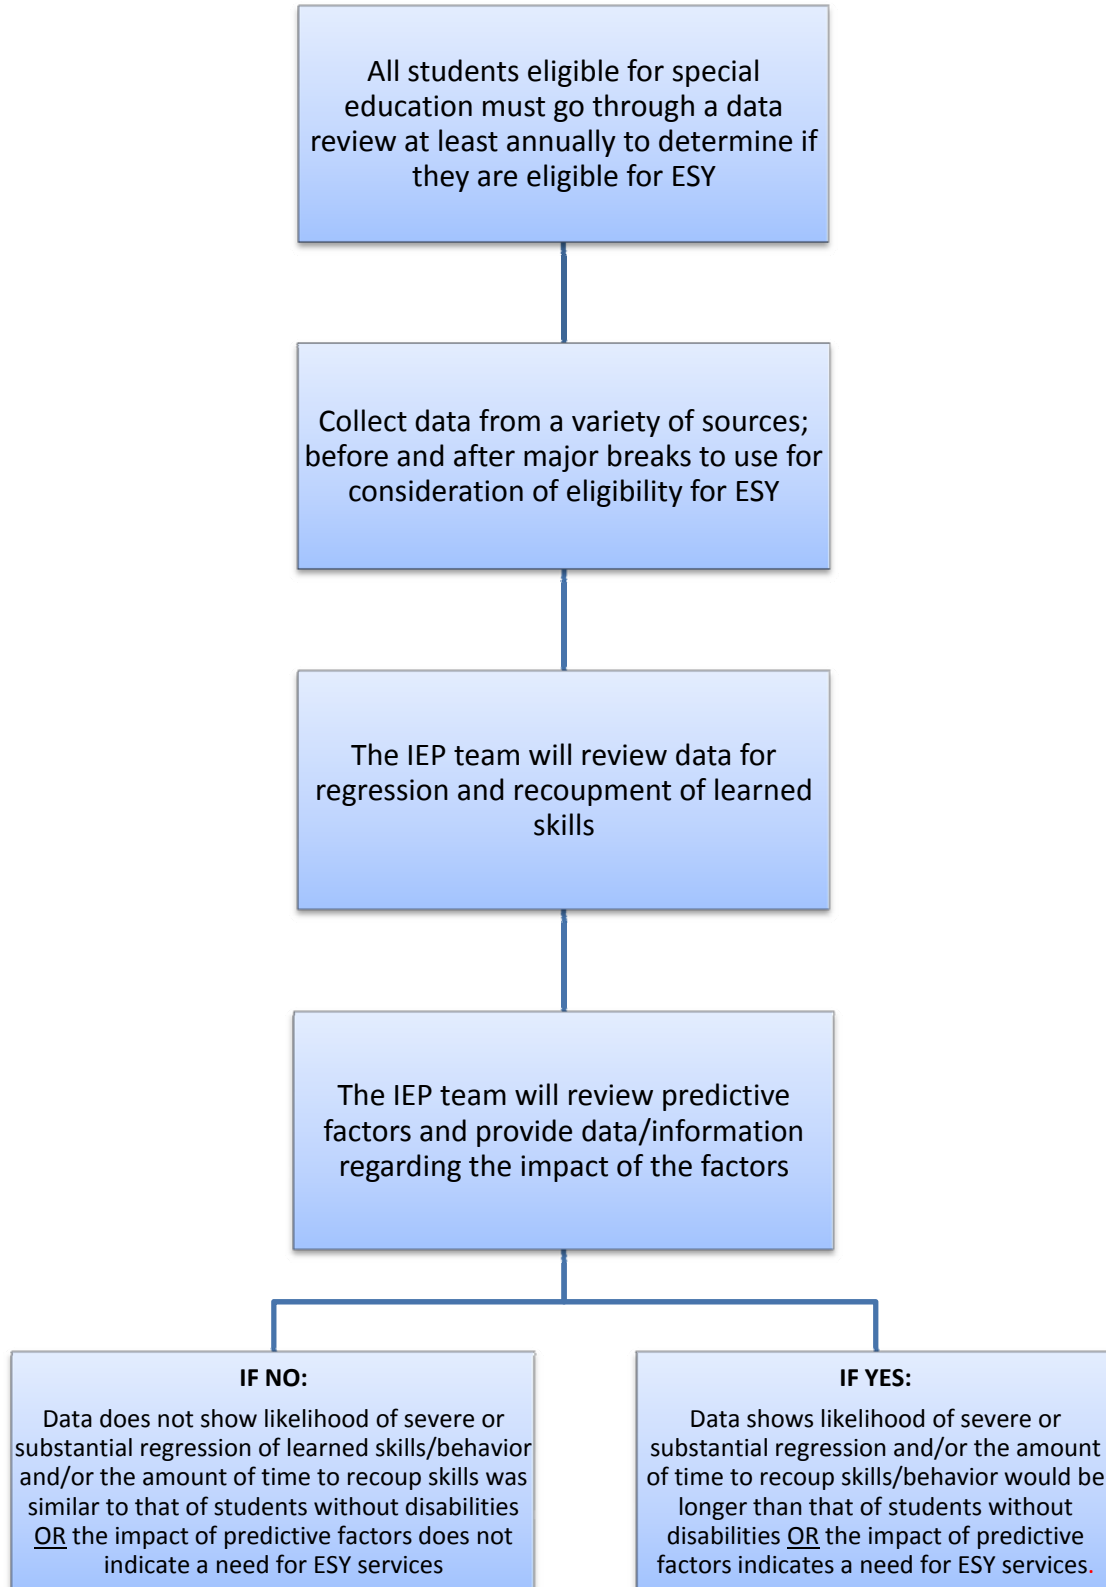 All students eligible for special
education must go through a data
review at least annually to determine if
they are eligible for ESY
Collect data from a variety of sources;
before and after major breaks to use for
consideration of eligibility for ESY
The IEP team will review data for
regression and recoupment of learned
skills
The IEP team will review predictive
factors and provide data/information
regarding the impact of the factors
IF NO:
Data does not show likelihood of severe or
substantial regression of learned skills/behavior
and/or the amount of time to recoup skills was
similar to that of students without disabilities
OR the impact of predictive factors does not
indicate a need for ESY services
IF YES:
Data shows likelihood of severe or
substantial regression and/or the amount
of time to recoup skills/behavior would be
longer than that of students without
disabilities OR the impact of predictive
factors indicates a need for ESY services.